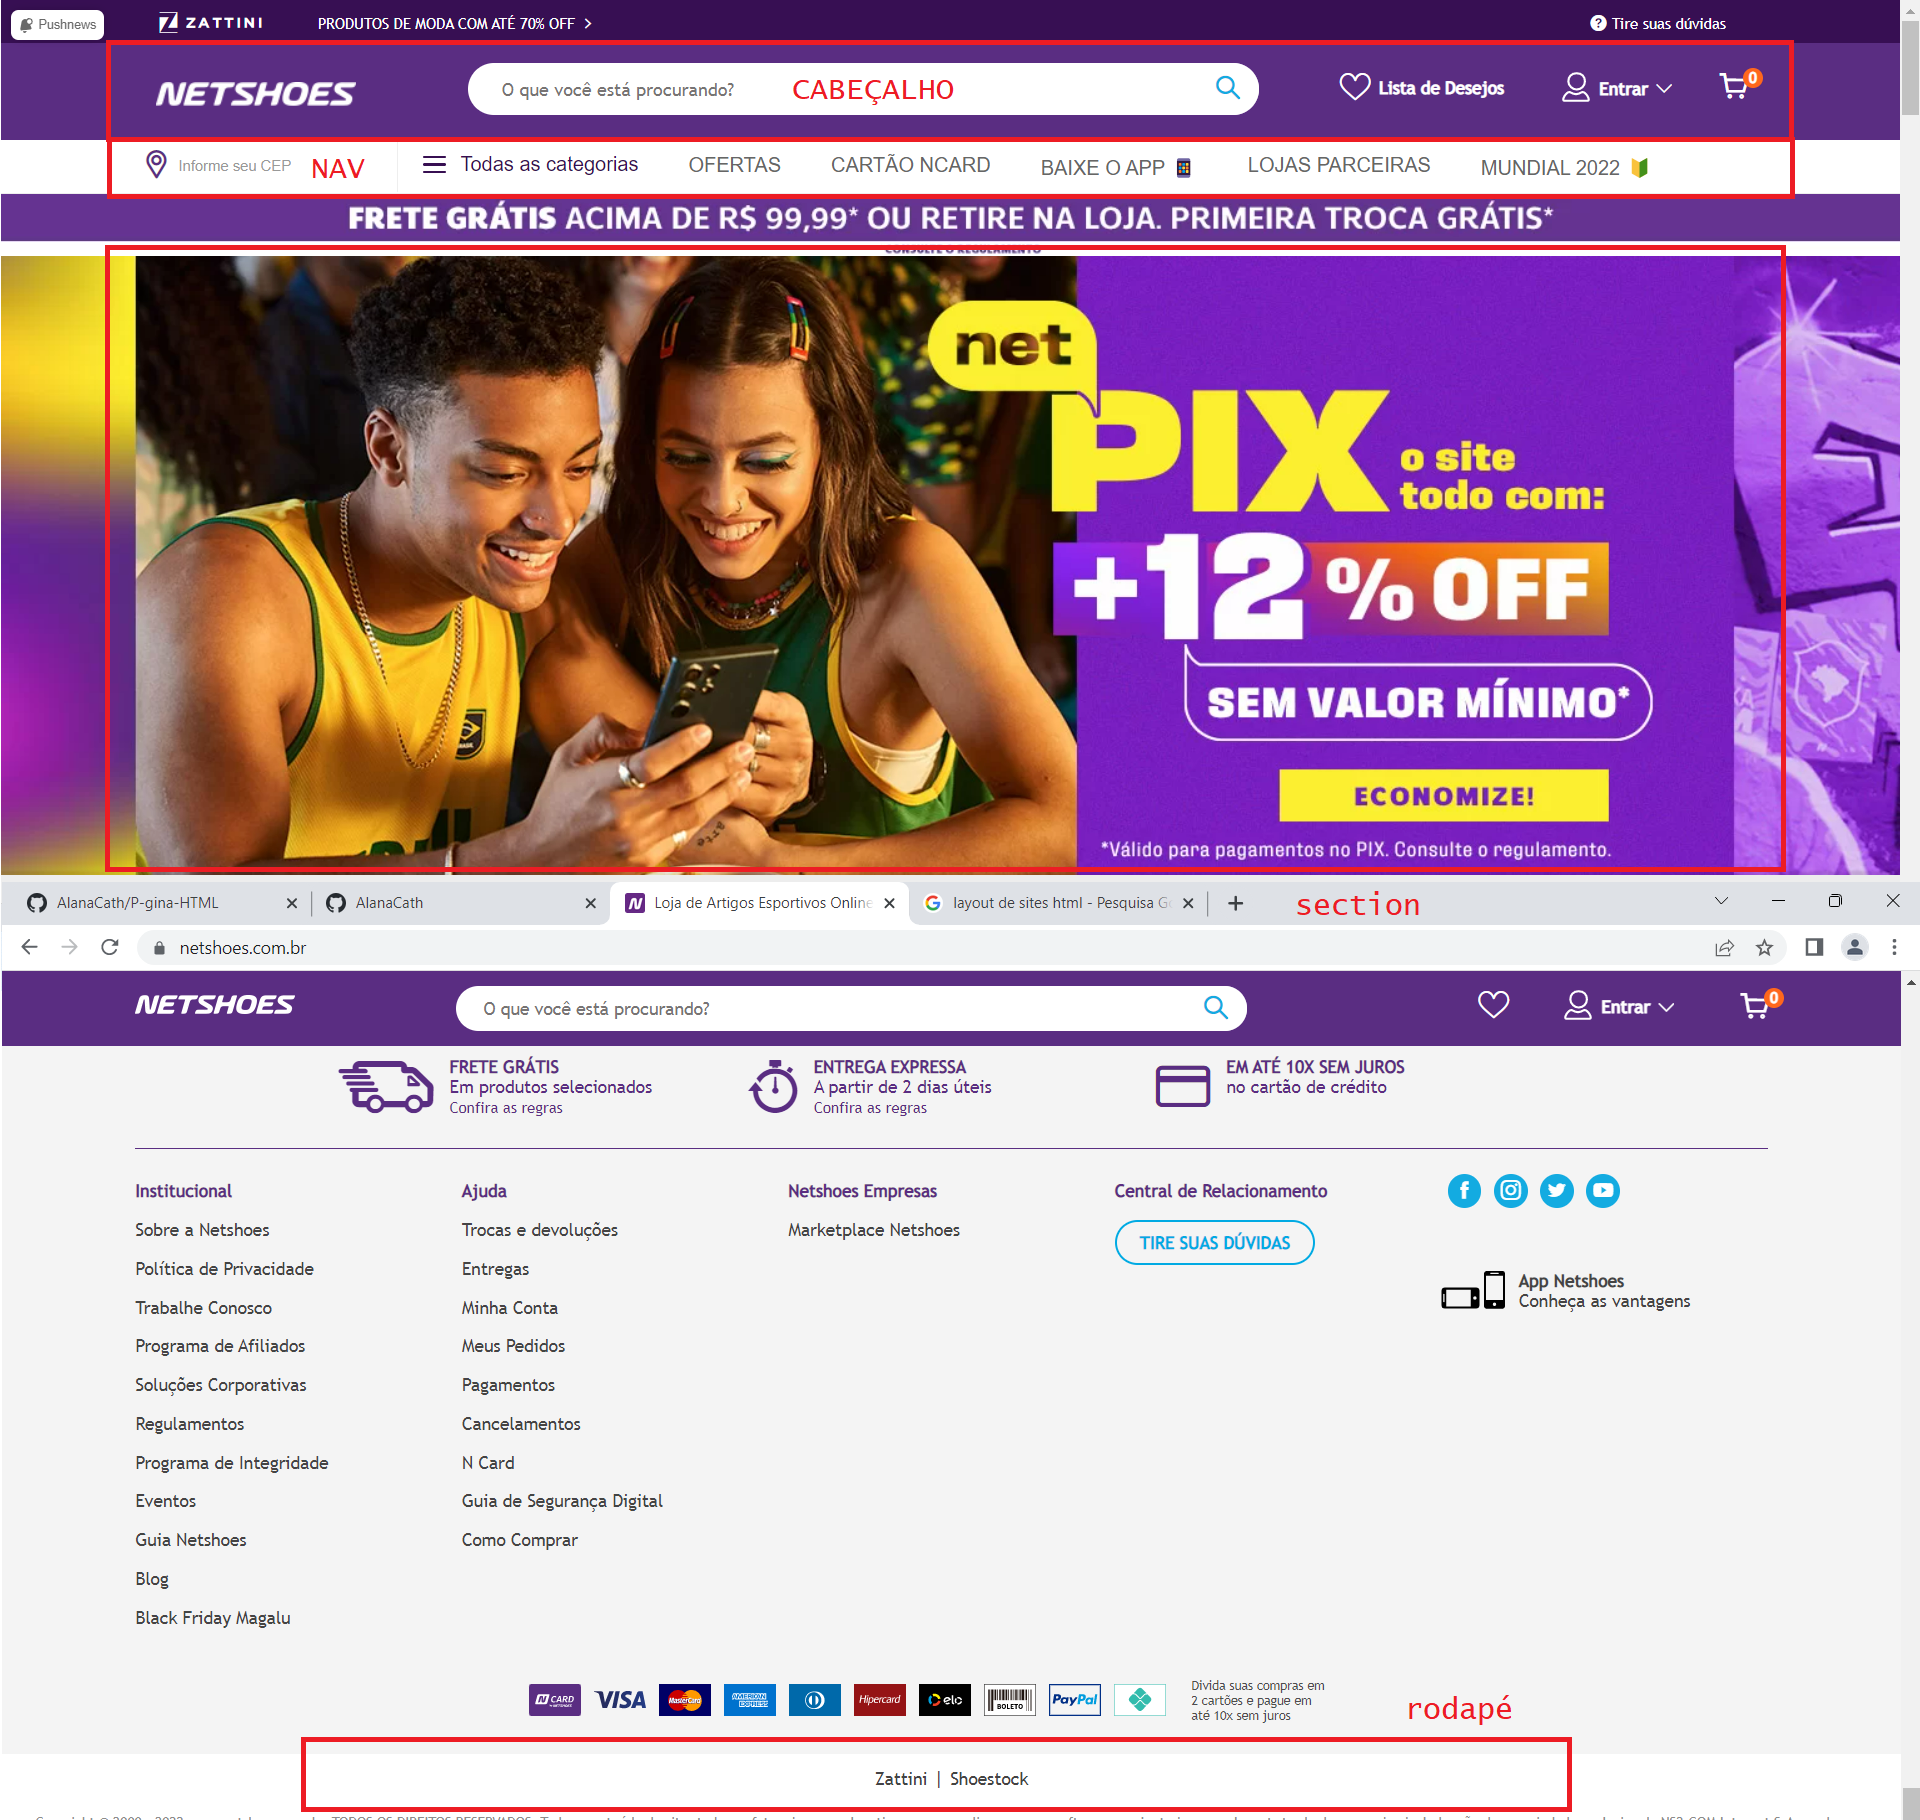 Pushnews
ZATTINI
PRODUTOS DE MODA COM ATÉ 70% OFF
? Tire suas dúvidas
NETSHOES
O que você está procurando?
CABEÇALHO
Lista de Desejos
Entrar
0
Informe seu CEP
NAV
Todas as categorias
OFERTAS
CARTÃO NCARD
BAIXE O APP
LOJAS PARCEIRAS
MUNDIAL 2022
FRETE GRÁTIS ACIMA DE R$ 99,99* OU RETIRE NA LOJA. PRIMEIRA TROCA GRÁTIS*
CONSULTE O REGULAMENTO
net
PIX
o site
todo com:
+12% OFF
SEM VALOR MÍNIMO*
ECONOMIZE!
*Válido para pagamentos no PIX. Consulte o regulamento.
BRASIL
AlanaCath/P-gina-HTML
AlanaCath
N Loja de Artigos Esportivos Online
layout de sites html - Pesquisa G
section
netshoes.com.br
NETSHOES
O que você está procurando?
Entrar
0
FRETE GRÁTIS
Em produtos selecionados
Confira as regras
ENTREGA EXPRESSA
A partir de 2 dias úteis
Confira as regras
EM ATÉ 10X SEM JUROS
no cartão de crédito
Institucional
Sobre a Netshoes
Política de Privacidade
Trabalhe Conosco
Programa de Afiliados
Soluções Corporativas
Regulamentos
Programa de Integridade
Eventos
Guia Netshoes
Blog
Black Friday Magalu
Ajuda
Trocas e devoluções
Entregas
Minha Conta
Meus Pedidos
Pagamentos
Cancelamentos
N Card
Guia de Segurança Digital
Como Comprar
Netshoes Empresas
Marketplace Netshoes
Central de Relacionamento
TIRE SUAS DÚVIDAS
App Netshoes
Conheça as vantagens
N CARD
VISA
MasterCard
AMERICAN EXPRESS
Hipercard
elo
BOLETO
PayPal
Divida suas compras em
2 cartões e pague em
até 10x sem juros
rodapé
Zattini | Shoestock